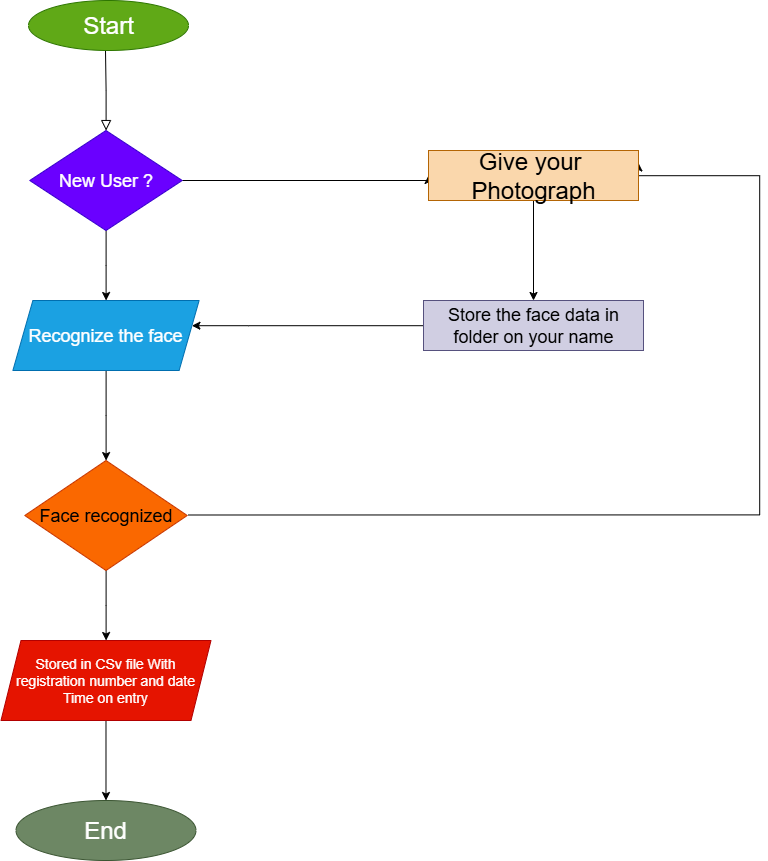 Start
New User ?
Give your
Photograph
Recognize the face
Store the face data in
folder on your name
Face recognized
Stored in CSv file With
registration number and date
Time on entry
End